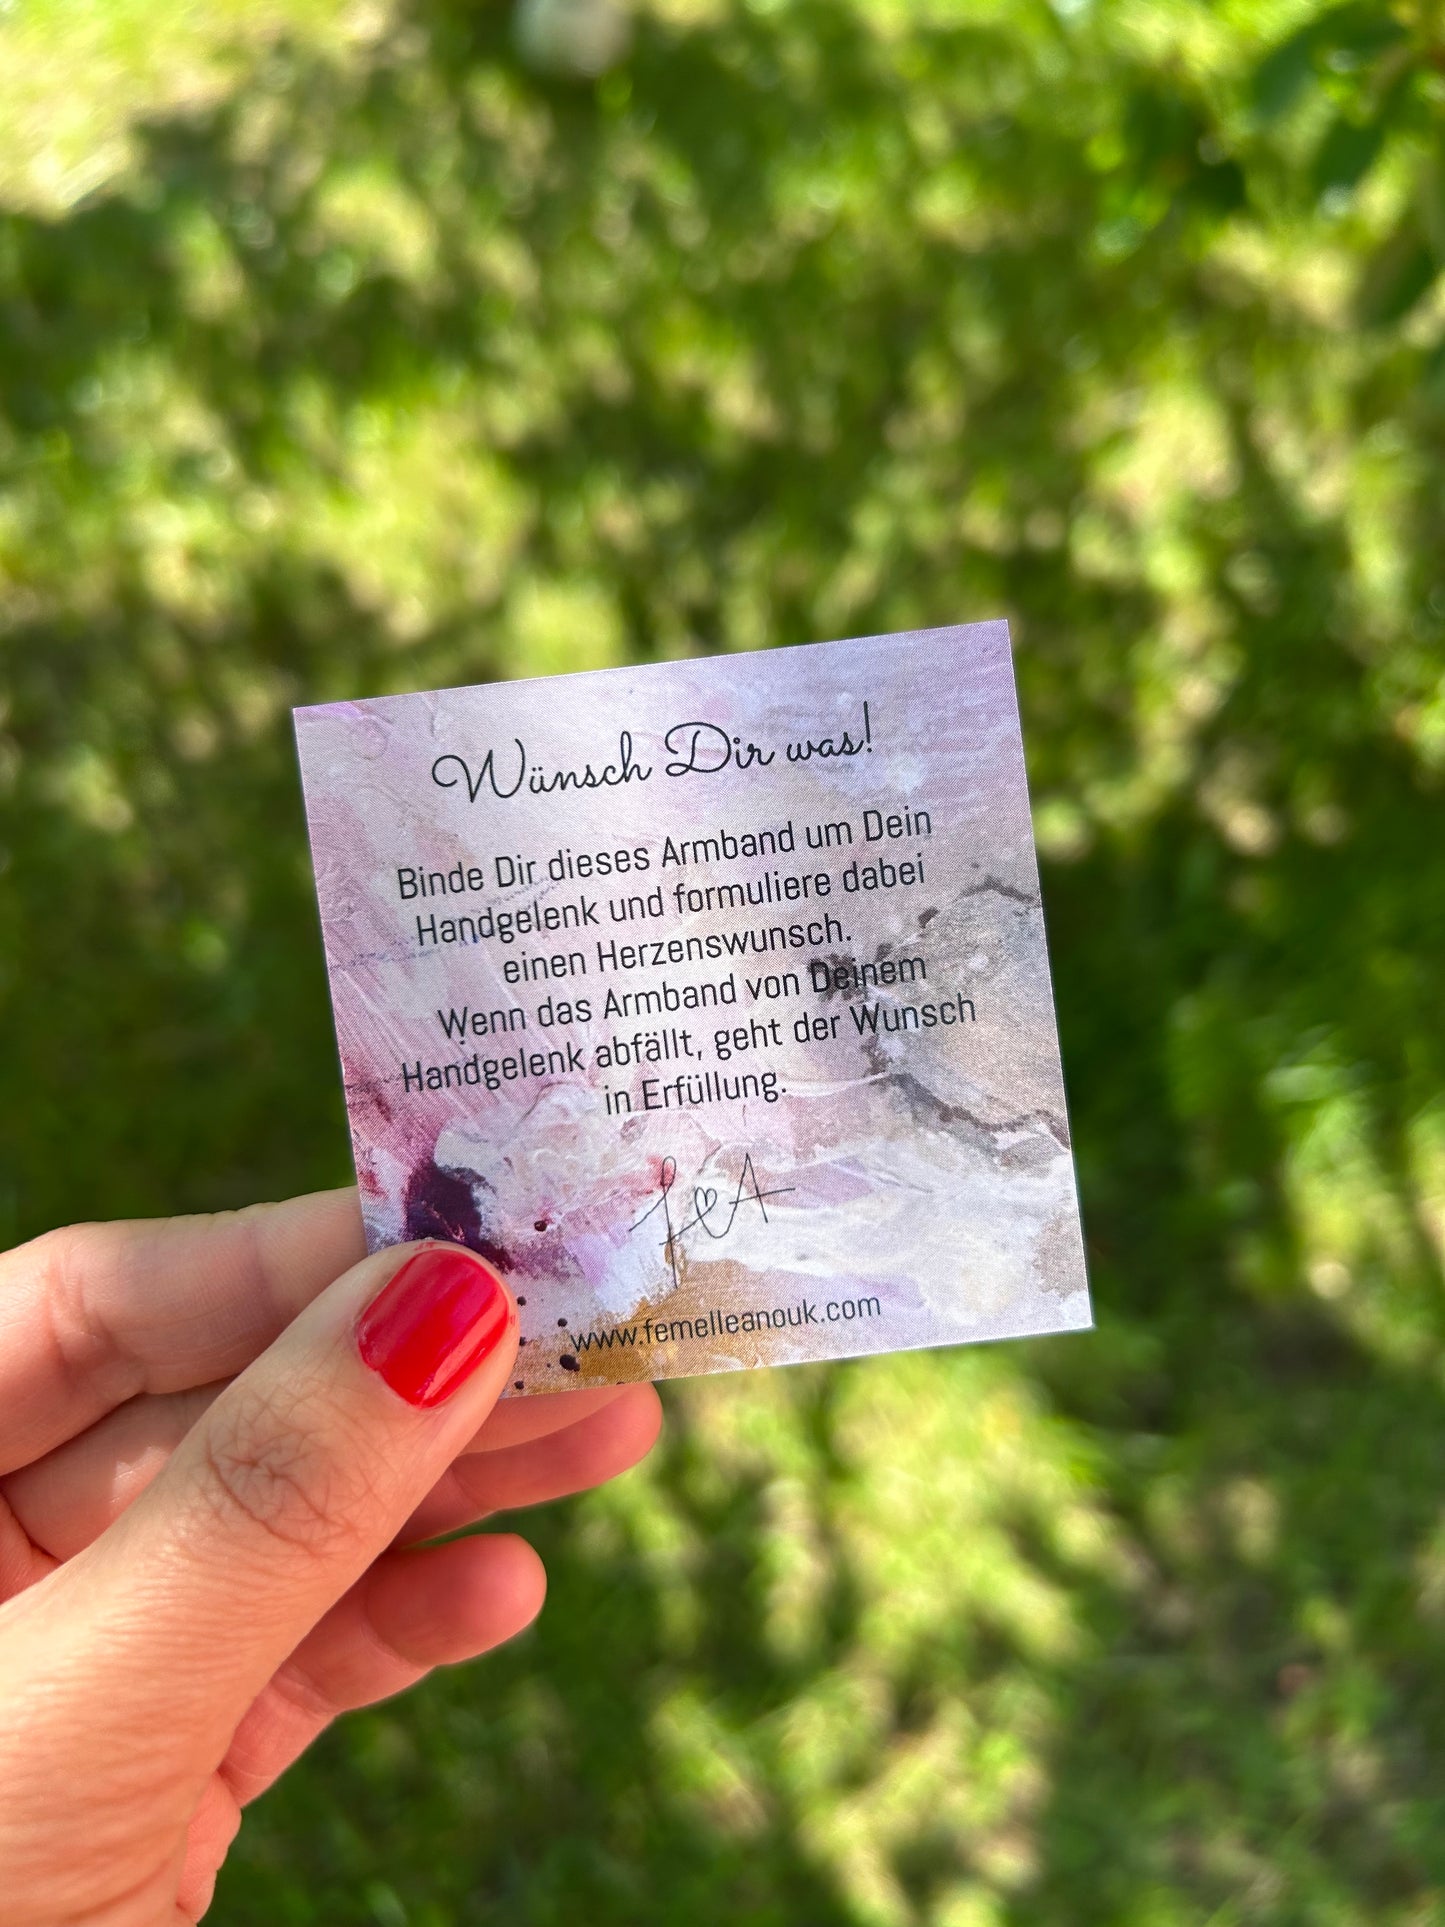 Wünsch Dir was!
Binde Dir dieses Armband um Dein
Handgelenk und formuliere dabei
einen Herzenswunsch.
Wenn das Armband von Deinem
Handgelenk abfällt, geht der Wunsch
in Erfüllung.
F A
www.femelleanouk.com